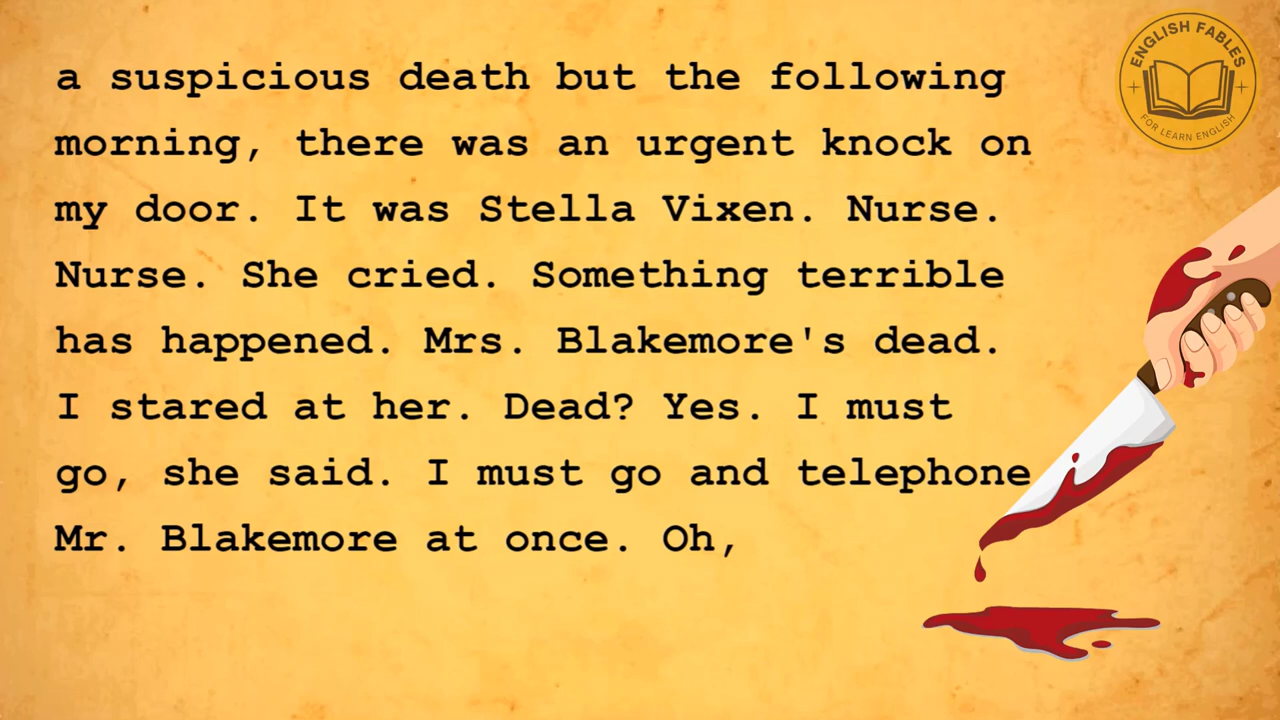 a suspicious death but the following
morning, there was an urgent knock on
my door. It was Stella Vixen. Nurse.
Nurse. She cried. Something terrible
has happened. Mrs. Blakemore's dead.
I stared at her. Dead? Yes. I must
go, she said. I must go and telephone
Mr. Blakemore at once. Oh,
ENGLISH FABLES
FOR LEARN ENGLISH